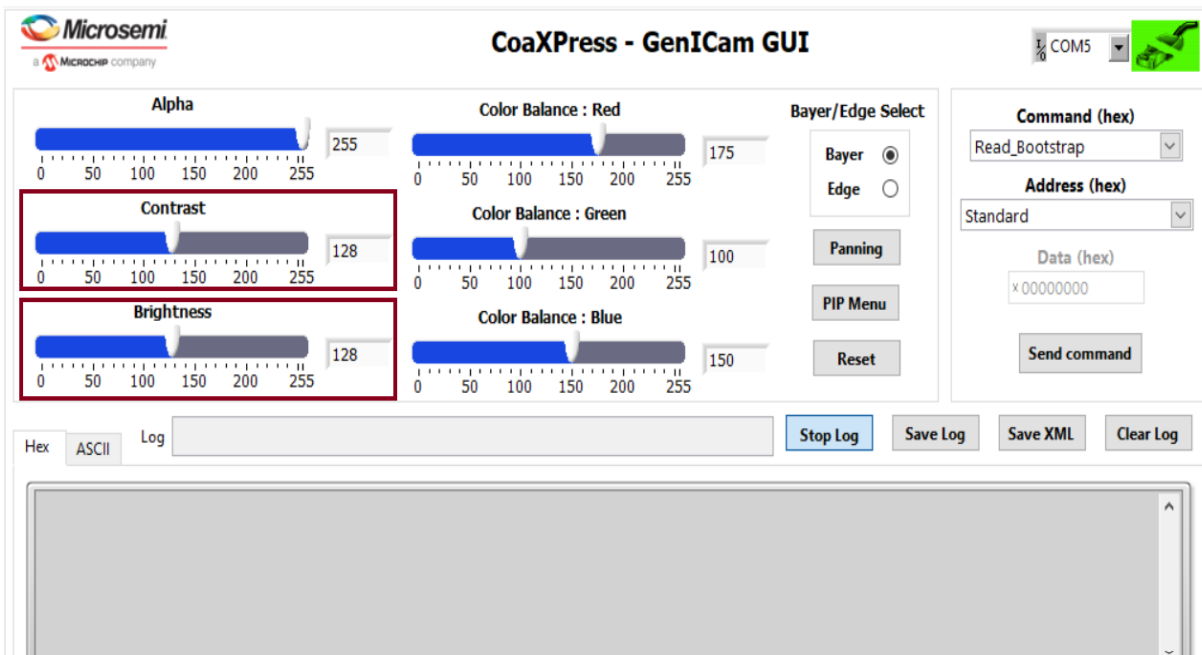 Microsemi
a MICROCHIP company
CoaXPress - GenICam GUI
I/O COM5
Alpha
255
0 50 100 150 200 255
Contrast
128
0 50 100 150 200 255
Brightness
128
0 50 100 150 200 255
Color Balance : Red
175
0 50 100 150 200 255
Color Balance : Green
100
0 50 100 150 200 255
Color Balance : Blue
150
0 50 100 150 200 255
Bayer/Edge Select
Bayer
Edge
Panning
PIP Menu
Reset
Command (hex)
Read_Bootstrap
Address (hex)
Standard
Data (hex)
x 00000000
Send command
Hex ASCII Log
Stop Log Save Log Save XML Clear Log